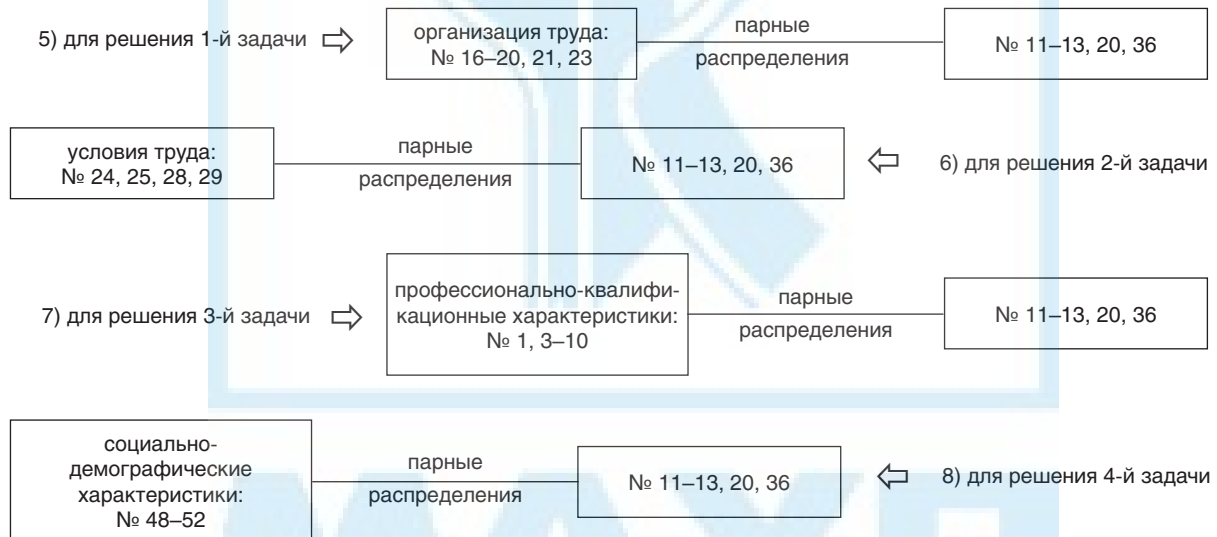 5) для решения 1-й задачи
организация труда:
№ 16–20, 21, 23
парные
распределения
№ 11–13, 20, 36
условия труда:
№ 24, 25, 28, 29
парные
распределения
№ 11–13, 20, 36
6) для решения 2-й задачи
7) для решения 3-й задачи
профессионально-квалифи-
кационные характеристики:
№ 1, 3–10
парные
распределения
№ 11–13, 20, 36
социально-
демографические
характеристики:
№ 48–52
парные
распределения
№ 11–13, 20, 36
8) для решения 4-й задачи